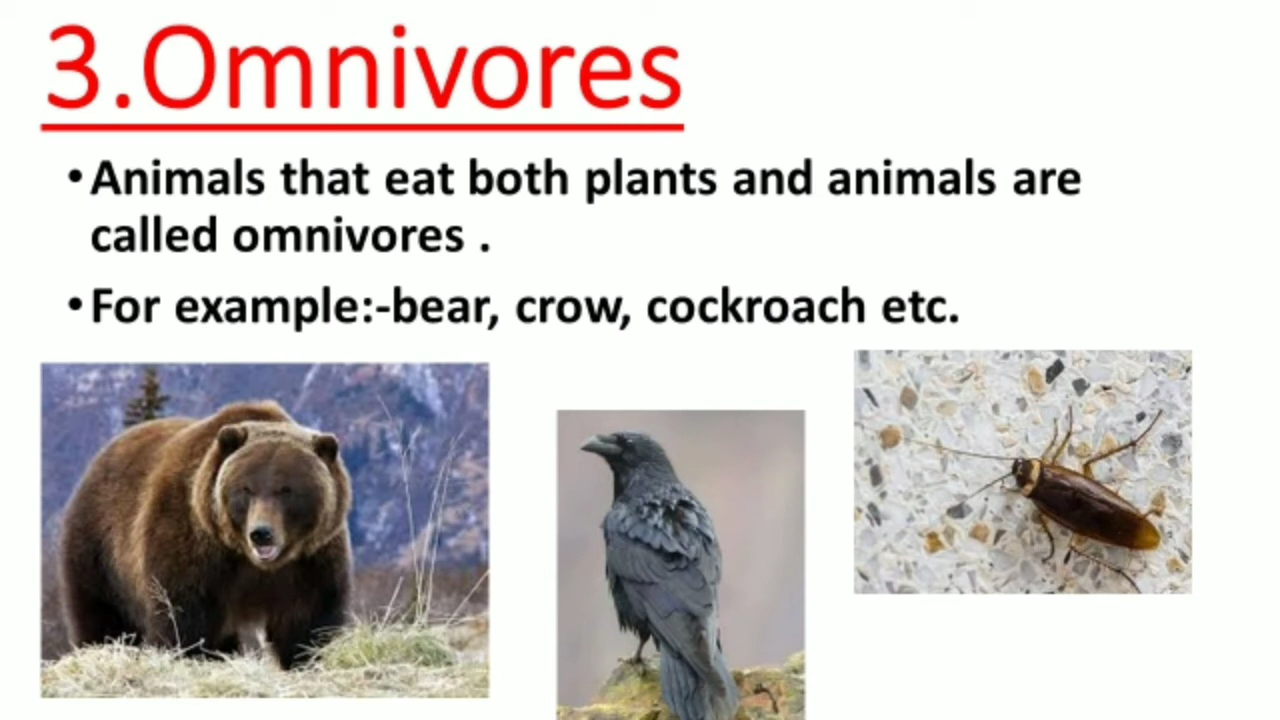 3.Omnivores
•Animals that eat both plants and animals are
called omnivores .
•For example:-bear, crow, cockroach etc.